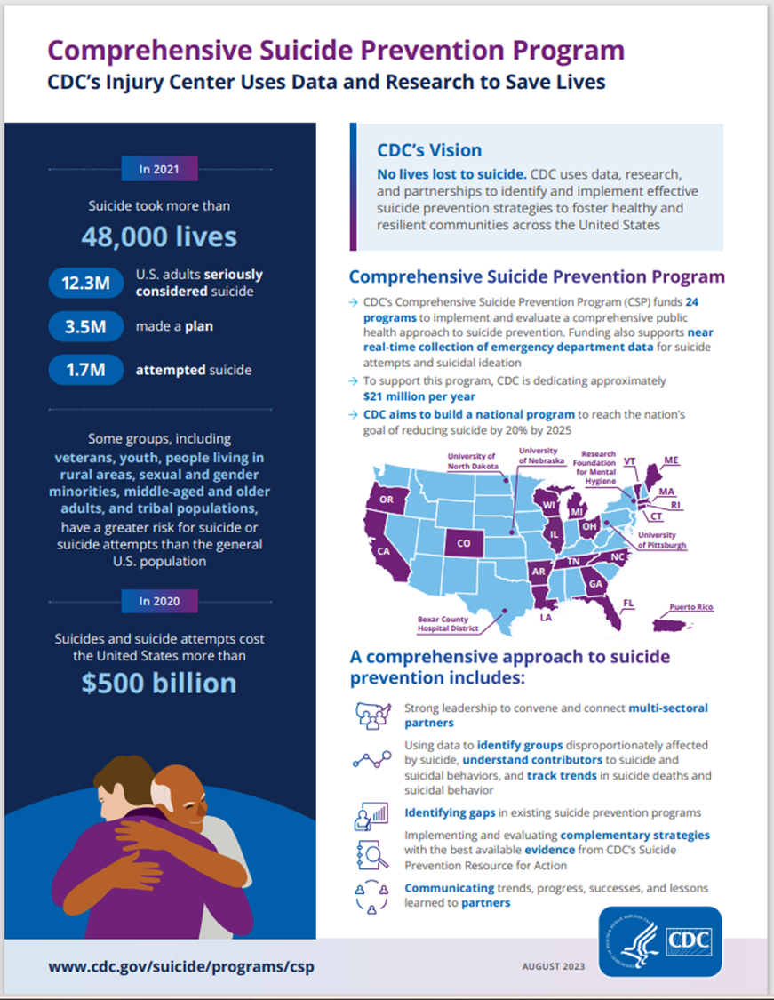 Comprehensive Suicide Prevention Program
CDC's Injury Center Uses Data and Research to Save Lives
In 2021
Suicide took more than
48,000 lives
12.3M
U.S. adults seriously
considered suicide
3.5M
made a plan
1.7M
attempted suicide
Some groups, including
veterans, youth, people living in
rural areas, sexual and gender
minorities, middle-aged and older
adults, and tribal populations,
have a greater risk for suicide or
suicide attempts than the general
U.S. population
In 2020
Suicides and suicide attempts cost
the United States more than
$500 billion
CDC's Vision
No lives lost to suicide. CDC uses data, research,
and partnerships to identify and implement effective
suicide prevention strategies to foster healthy and
resilient communities across the United States
Comprehensive Suicide Prevention Program
→ CDC's Comprehensive Suicide Prevention Program (CSP) funds 24
programs to implement and evaluate a comprehensive public
health approach to suicide prevention. Funding also supports near
real-time collection of emergency department data for suicide
attempts and suicidal ideation
→ To support this program, CDC is dedicating approximately
$21 million per year
→ CDC aims to build a national program to reach the nation's
goal of reducing suicide by 20% by 2025
University of
North Dakota
University
of Nebraska
Research
Foundation
for Mental
Hygiene
VT
ME
MA
RI
CT
OR
WI
MI
OH
IL
CO
CA
University
of Pittsburgh
NC
TN
AR
GA
FL
LA
Puerto Rico
Bexar County
Hospital District
A comprehensive approach to suicide
prevention includes:
Strong leadership to convene and connect multi-sectoral
partners
Using data to identify groups disproportionately affected
by suicide, understand contributors to suicide and
suicidal behaviors, and track trends in suicide deaths and
suicidal behavior
Identifying gaps in existing suicide prevention programs
Implementing and evaluating complementary strategies
with the best available evidence from CDC's Suicide
Prevention Resource for Action
Communicating trends, progress, successes, and lessons
learned to partners
www.cdc.gov/suicide/programs/csp
AUGUST 2023
CDC